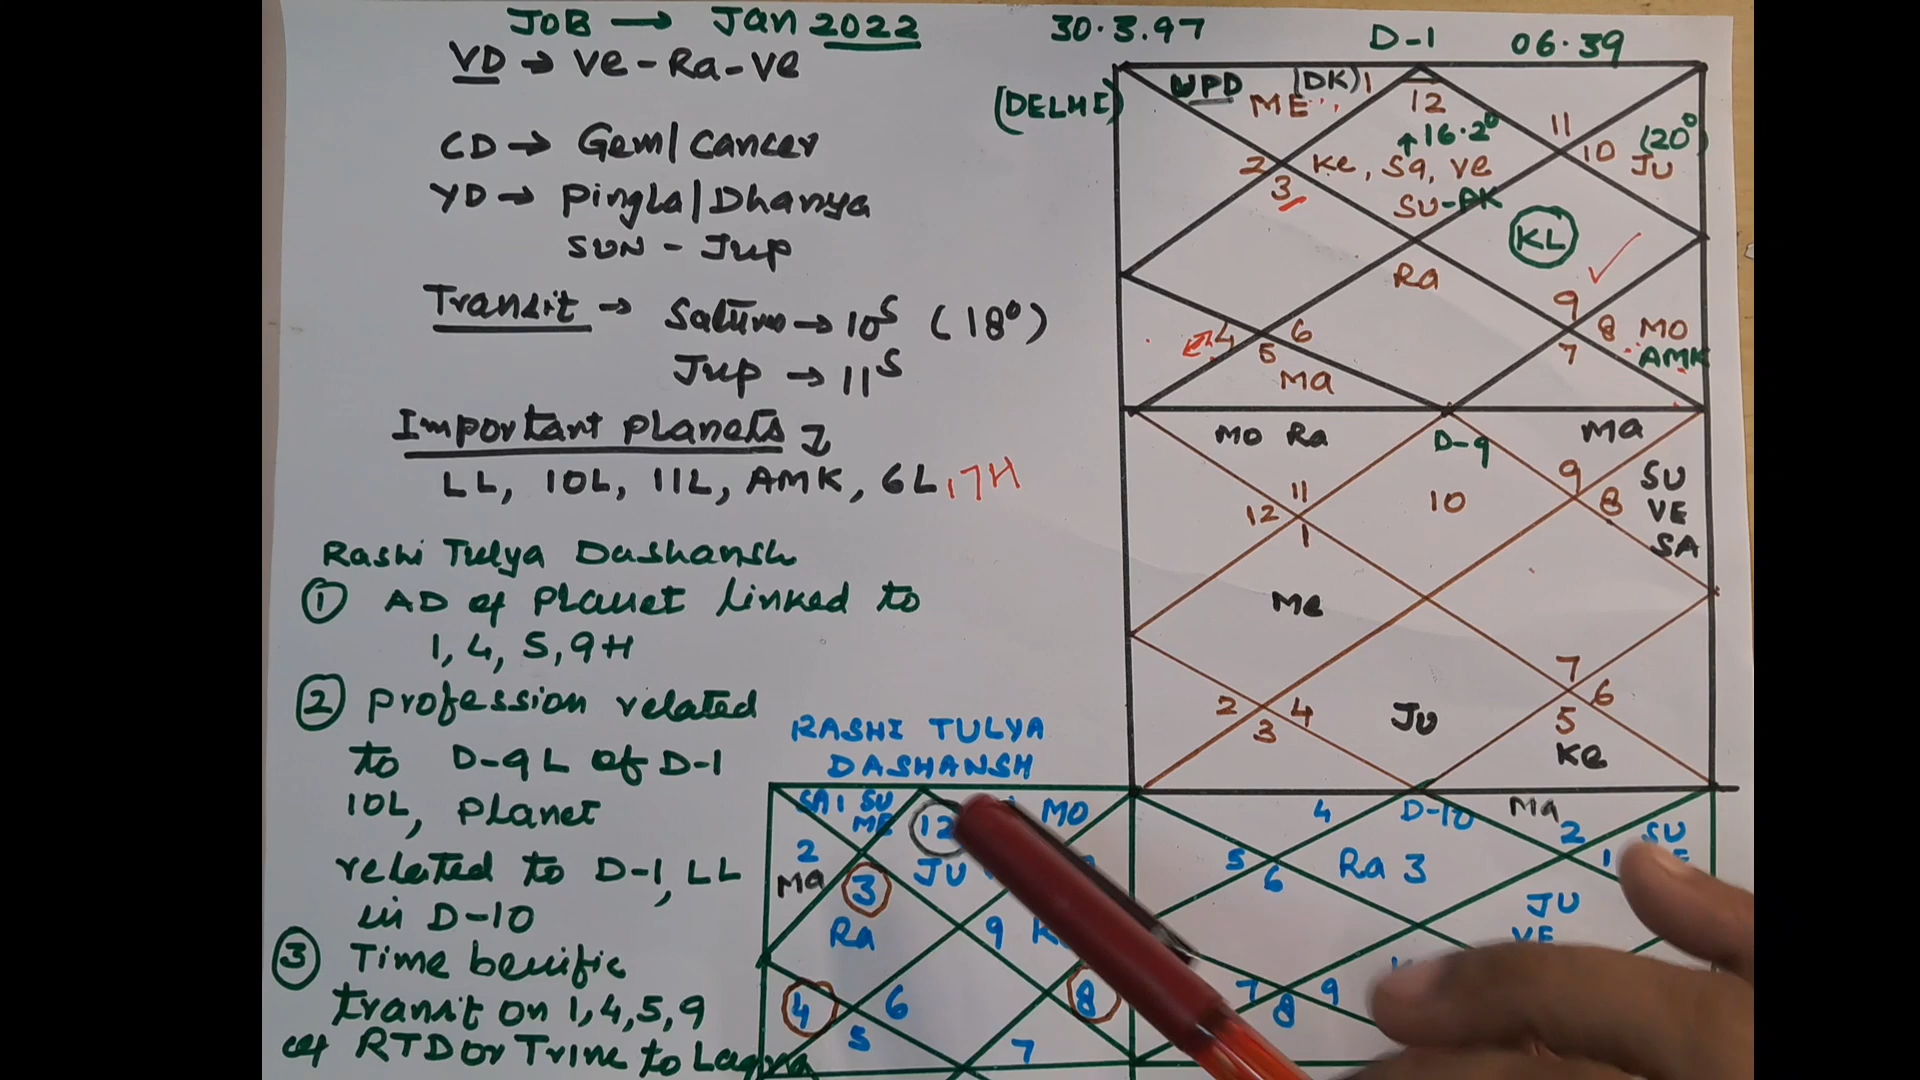 JOB → Jan 2022
VD → Ve-Ra-Ve
CD → Gem/Cancer
YD → Pingla/Dhanya
SUN - Jup
Transit → Saturn → 10S (18°)
Jup → 11S
Important Planets
LL, 10L, 11L, AMK, 6L, 7H
Rashi Tulya Dashansh
① AD of Planet linked to
1, 4, 5, 9H
② Profession related
to D-9L of D-1
10L, Planet
related to D-1, LL
in D-10
③ Time benific
transit on 1,4,5,9
of RTD or Trine to Lagna
30.3.97 D-1 06.39
(DELHI)
UPD (DK) 1
ME 12
↑16.2°
11
10 (20°)
JU
2 Ke, Sa, Ve
3
SU-AK
KL
Ra
9
4 6 8 MO
5 7 AMK
Ma
Mo Ra D-9 Ma
9 SU
11 10 8 VE
12 SA
1
Me
7
2 4 6
3 JU 5
Ke
RASHI TULYA
DASHANSH
SA 1 SU MO
ME 12
2 JU
Ma 3
Ra 9
4 6 8
5 7
4 D-10 Ma
2 SU
5 Ra 3 1
6
JU
VE
7 9
8